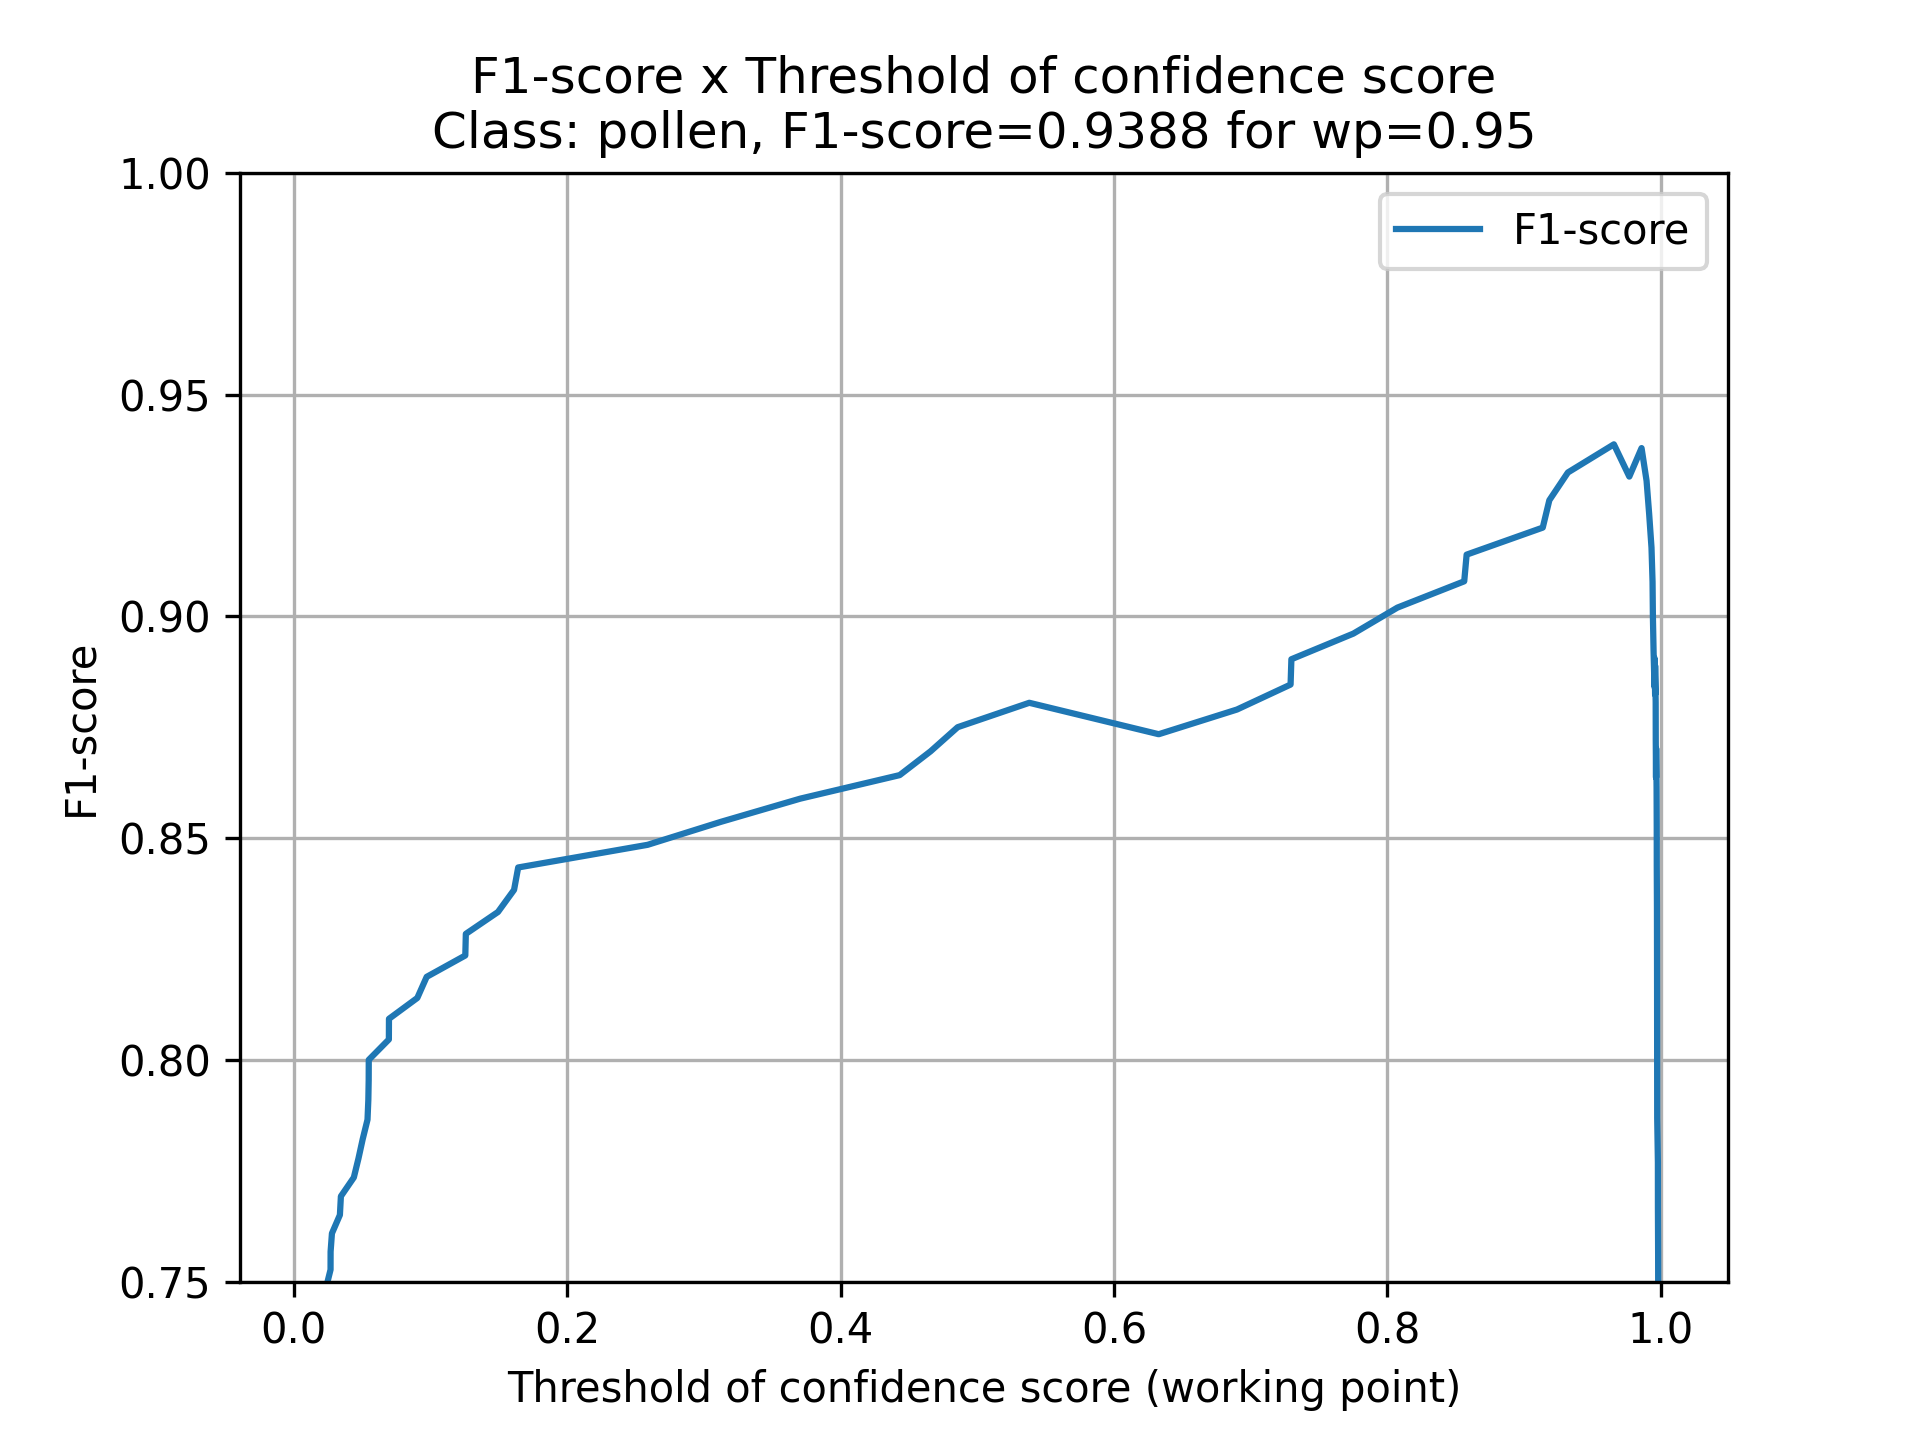 F1-score x Threshold of confidence score
Class: pollen, F1-score=0.9388 for wp=0.95
1.00
F1-score
0.95
0.90
F1-score
0.85
0.80
0.75
0.0 0.2 0.4 0.6 0.8 1.0
Threshold of confidence score (working point)